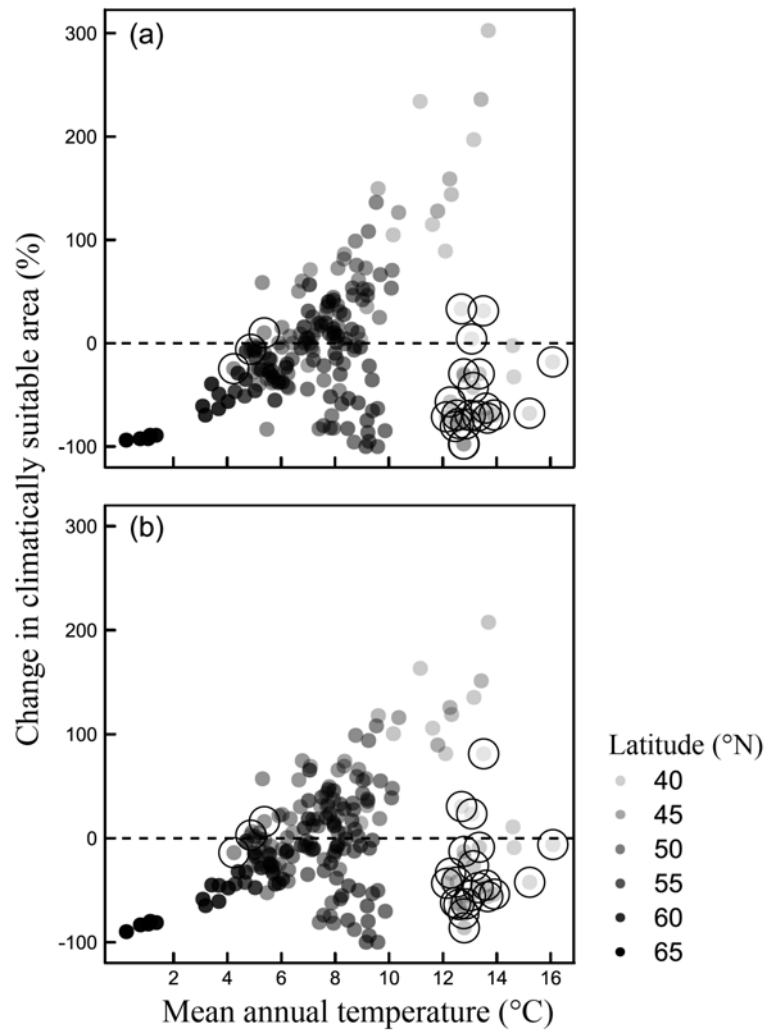 (a)
300
200
100
0
-100
(b)
300
200
100
0
-100
2 4 6 8 10 12 14 16
Change in climatically suitable area (%)
Mean annual temperature (°C)
Latitude (°N)
40
45
50
55
60
65